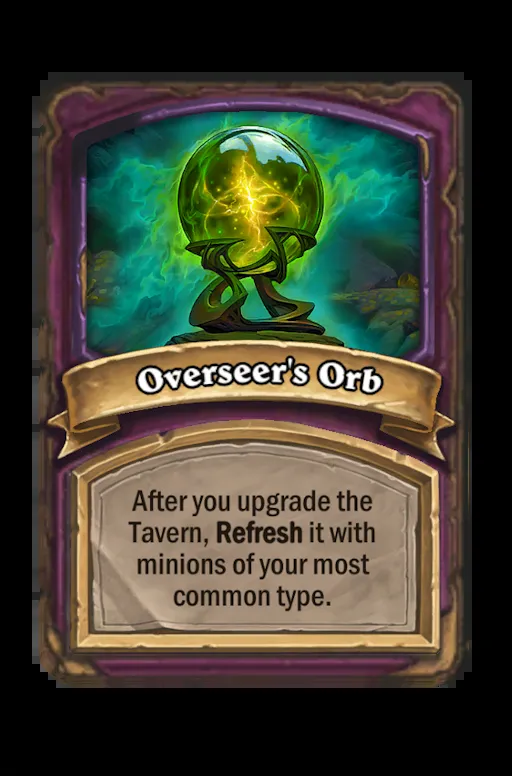 Overseer's Orb
After you upgrade the
Tavern, Refresh it with
minions of your most
common type.